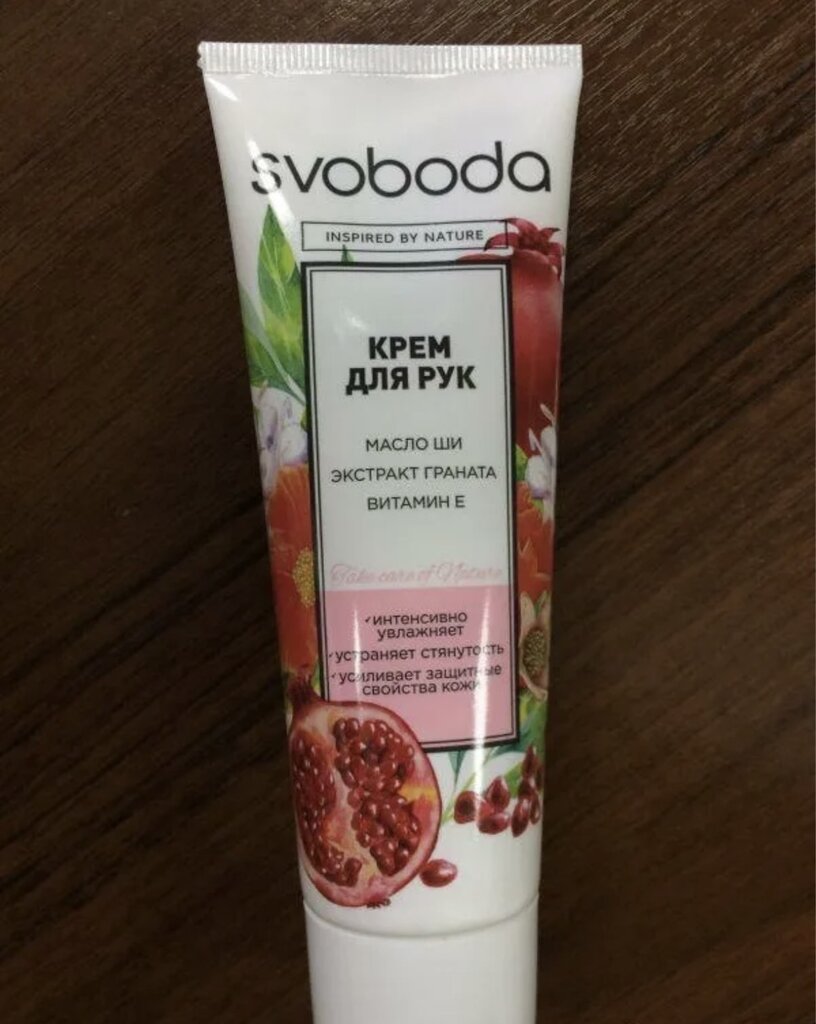 svoboda
INSPIRED BY NATURE
КРЕМ
ДЛЯ РУК
МАСЛО ШИ
ЭКСТРАКТ ГРАНАТА
ВИТАМИН Е
Take care of Nature
✓ИНТЕНСИВНО
УВЛАЖНЯЕТ
✓УСТРАНЯЕТ СТЯНУТОСТЬ
✓УСИЛИВАЕТ ЗАЩИТНЫЕ
СВОЙСТВА КОЖИ